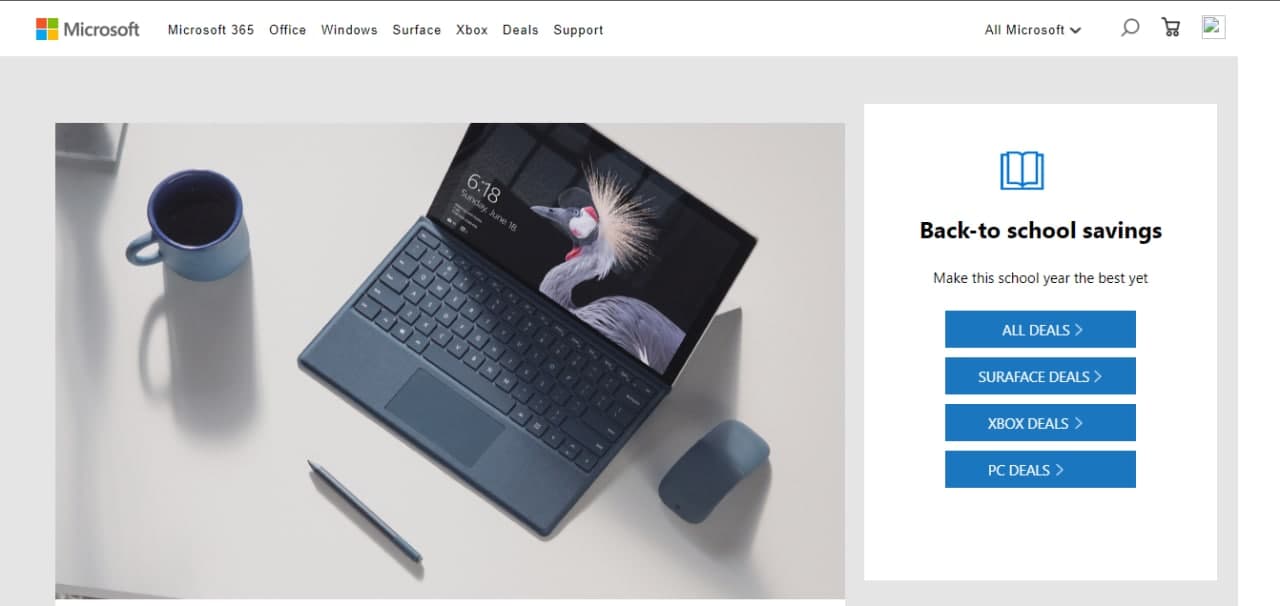 Microsoft Microsoft 365 Office Windows Surface Xbox Deals Support All Microsoft
6:18
Sunday, June 18
Back-to school savings
Make this school year the best yet
ALL DEALS
SURAFACE DEALS
XBOX DEALS
PC DEALS